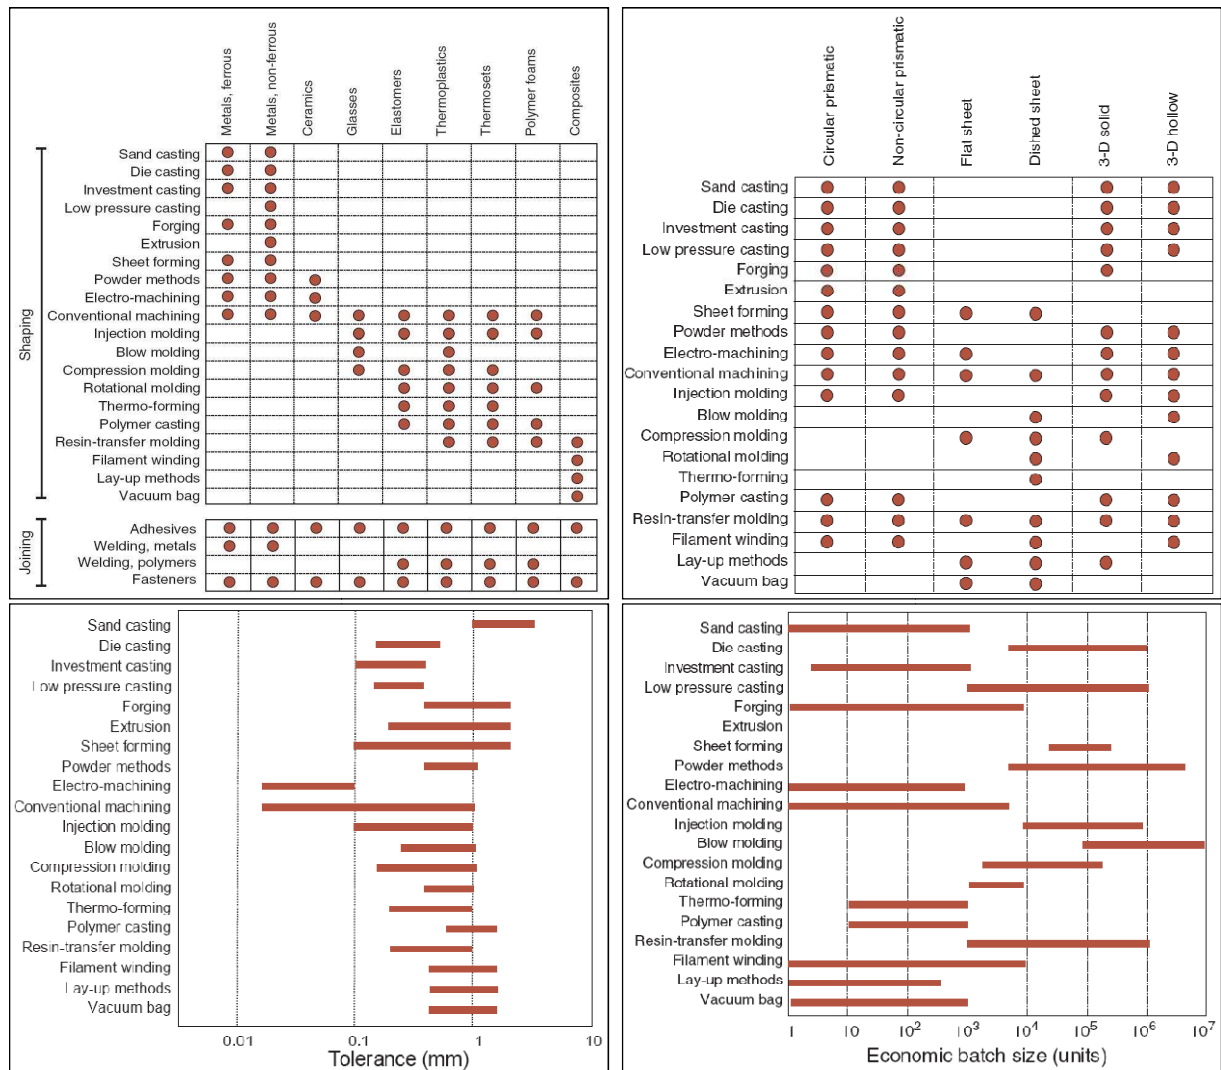 Metals, ferrous
Metals, non-ferrous
Ceramics
Glasses
Elastomers
Thermoplastics
Thermosets
Polymer foams
Composites
Shaping
Sand casting
Die casting
Investment casting
Low pressure casting
Forging
Extrusion
Sheet forming
Powder methods
Electro-machining
Conventional machining
Injection molding
Blow molding
Compression molding
Rotational molding
Thermo-forming
Polymer casting
Resin-transfer molding
Filament winding
Lay-up methods
Vacuum bag
Joining
Adhesives
Welding, metals
Welding, polymers
Fasteners
Circular prismatic
Non-circular prismatic
Flat sheet
Dished sheet
3-D solid
3-D hollow
Sand casting
Die casting
Investment casting
Low pressure casting
Forging
Extrusion
Sheet forming
Powder methods
Electro-machining
Conventional machining
Injection molding
Blow molding
Compression molding
Rotational molding
Thermo-forming
Polymer casting
Resin-transfer molding
Filament winding
Lay-up methods
Vacuum bag
Sand casting
Die casting
Investment casting
Low pressure casting
Forging
Extrusion
Sheet forming
Powder methods
Electro-machining
Conventional machining
Injection molding
Blow molding
Compression molding
Rotational molding
Thermo-forming
Polymer casting
Resin-transfer molding
Filament winding
Lay-up methods
Vacuum bag
0.01 0.1 1 10
Tolerance (mm)
Sand casting
Die casting
Investment casting
Low pressure casting
Forging
Extrusion
Sheet forming
Powder methods
Electro-machining
Conventional machining
Injection molding
Blow molding
Compression molding
Rotational molding
Thermo-forming
Polymer casting
Resin-transfer molding
Filament winding
Lay-up methods
Vacuum bag
1 10 10² 10³ 10⁴ 10⁵ 10⁶ 10⁷
Economic batch size (units)